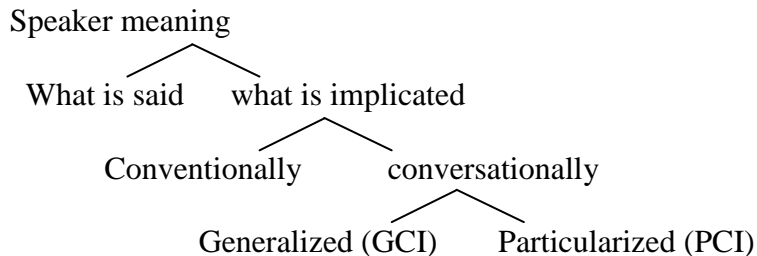 Speaker meaning
What is said what is implicated
Conventionally conversationally
Generalized (GCI) Particularized (PCI)